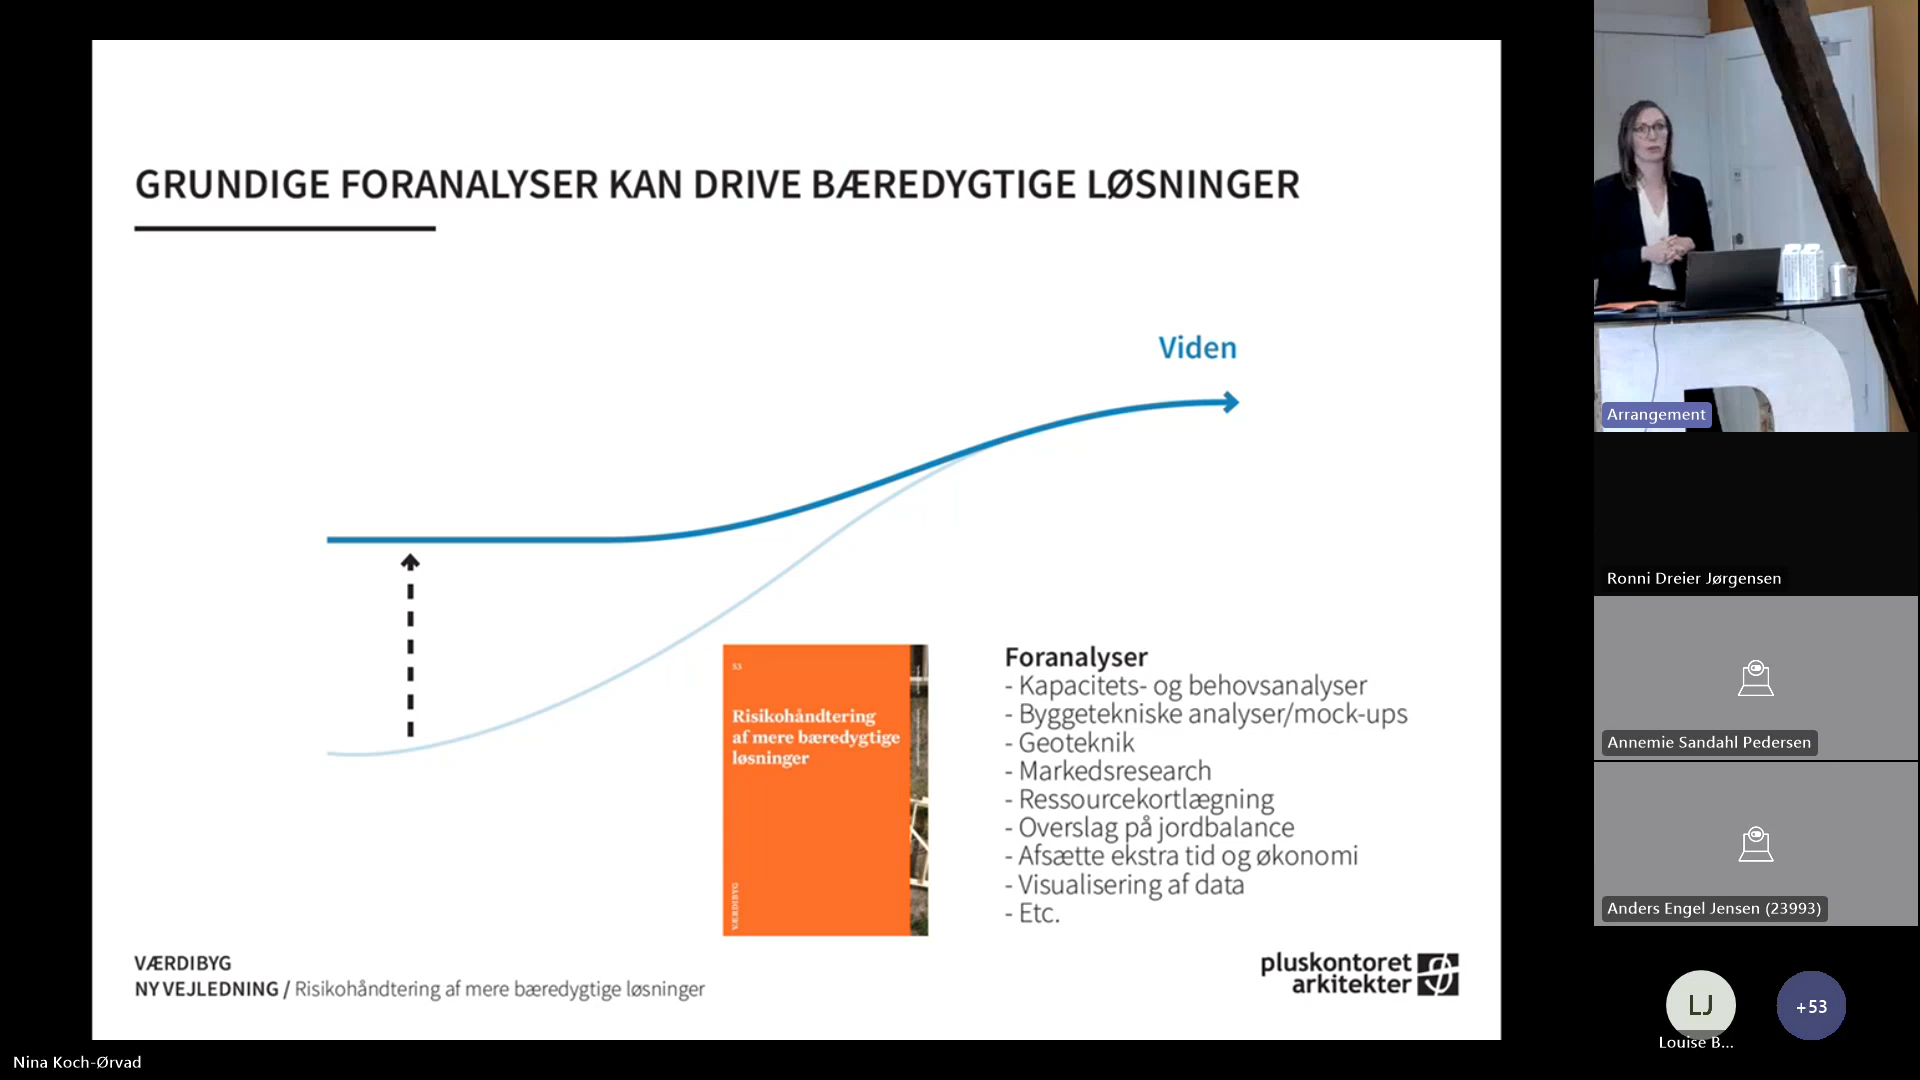 GRUNDIGE FORANALYSER KAN DRIVE BÆREDYGTIGE LØSNINGER
Viden
53
Risikohåndtering
af mere bæredygtige
løsninger
VÆRDIBYG
Foranalyser
- Kapacitets- og behovsanalyser
- Byggetekniske analyser/mock-ups
- Geoteknik
- Markedsresearch
- Ressourcekortlægning
- Overslag på jordbalance
- Afsætte ekstra tid og økonomi
- Visualisering af data
- Etc.
VÆRDIBYG
NY VEJLEDNING / Risikohåndtering af mere bæredygtige løsninger
pluskontoret
arkitekter
Nina Koch-Ørvad
Arrangement
Ronni Dreier Jørgensen
Annemie Sandahl Pedersen
Anders Engel Jensen (23993)
LJ
Louise B...
+53